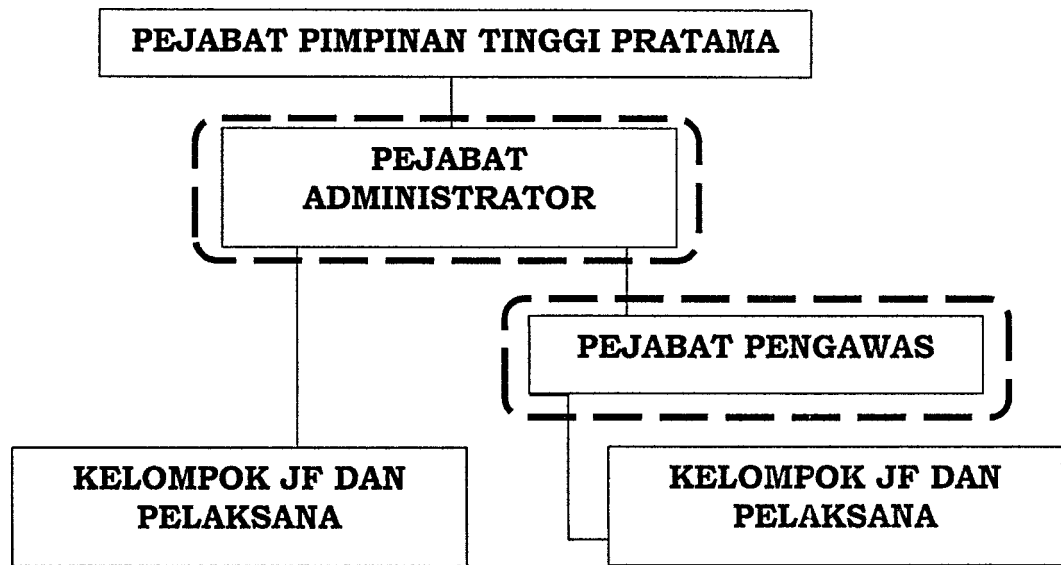 PEJABAT PIMPINAN TINGGI PRATAMA
PEJABAT
ADMINISTRATOR
PEJABAT PENGAWAS
KELOMPOK JF DAN
PELAKSANA
KELOMPOK JF DAN
PELAKSANA